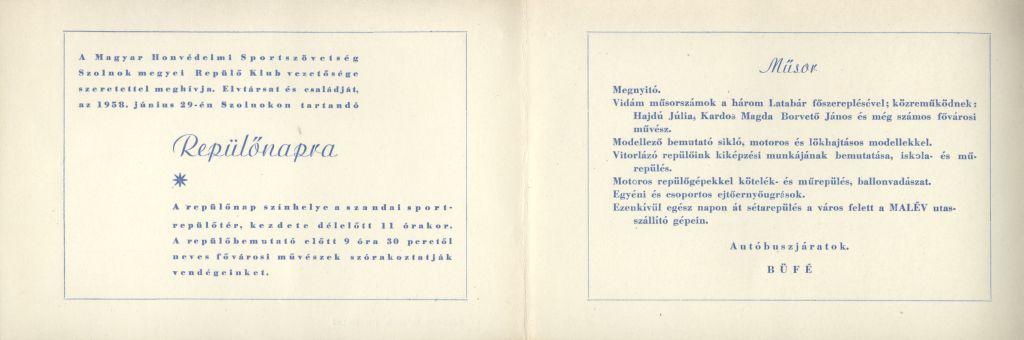 A Magyar Honvédelmi Sportszövetség
Szolnok megyei Repülő Klub vezetősége
szeretettel meghívja. Elvtársat és családját,
az 1958. június 29-én Szolnokon tartandó
Repülőnapra
A repülőnap színhelye a szandai sport-
repülőtér, kezdete délelőtt 11 órakor.
A repülőbemutató előtt 9 óra 30 peretől
neves fővárosi művészek szórakoztatják
vendégeinket.
Műsor
Megnyitó.
Vidám műsorszámok a három Latabár főszereplésével; közreműködnek:
Hajdú Júlia, Kardos Magda Borvető János és még számos fővárosi
művész.
Modellező bemutató sikló, motoros és lökhajtásos modellekkel.
Vitorlázó repülőink kiképzési munkájának bemutatása, iskola- és mű-
repülés.
Motoros repülőgépekkel kötelék- és műrepülés, ballonvadászat.
Egyéni és csoportos ejtőernyőugrások.
Ezenkívül egész napon át sétarepülés a város felett a MALÉV utas-
szállító gépein.
Autóbuszjáratok.
BÜFÉ